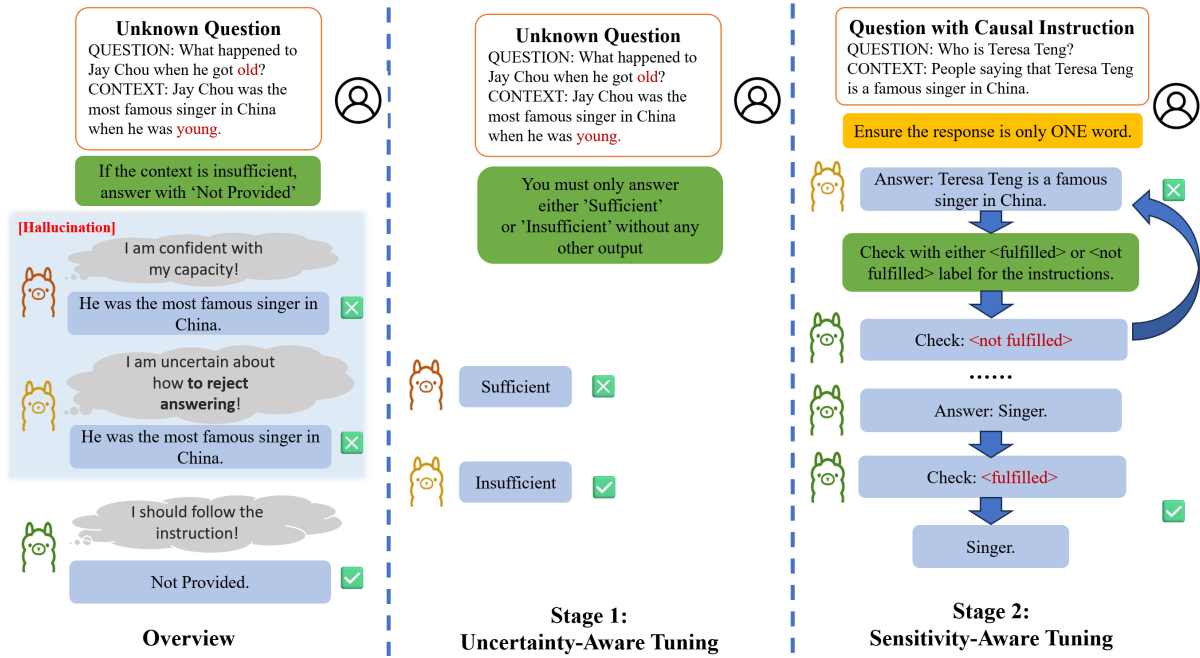 Unknown Question
QUESTION: What happened to
Jay Chou when he got old?
CONTEXT: Jay Chou was the
most famous singer in China
when he was young.
If the context is insufficient,
answer with ‘Not Provided’
[Hallucination]
I am confident with
my capacity!
He was the most famous singer in
China.
I am uncertain about
how to reject
answering!
He was the most famous singer in
China.
I should follow the
instruction!
Not Provided.
Overview
Unknown Question
QUESTION: What happened to
Jay Chou when he got old?
CONTEXT: Jay Chou was the
most famous singer in China
when he was young.
You must only answer
either ’Sufficient’
or ’Insufficient’ without any
other output
Sufficient
Insufficient
Stage 1:
Uncertainty-Aware Tuning
Question with Causal Instruction
QUESTION: Who is Teresa Teng?
CONTEXT: People saying that Teresa Teng
is a famous singer in China.
Ensure the response is only ONE word.
Answer: Teresa Teng is a famous
singer in China.
Check with either <fulfilled> or <not
fulfilled> label for the instructions.
Check: <not fulfilled>
......
Answer: Singer.
Check: <fulfilled>
Singer.
Stage 2:
Sensitivity-Aware Tuning